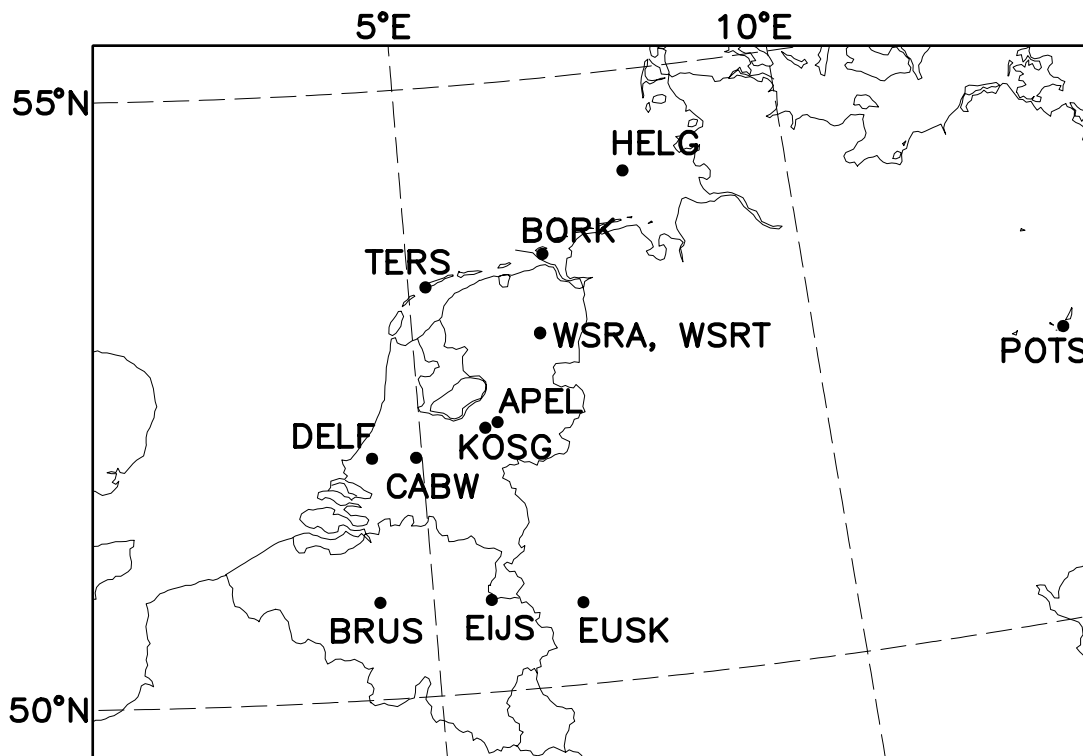 5°E 10°E
55°N
HELG
BORK
TERS
WSRA, WSRT
POTS
APEL
DELF
KOSG
CABW
BRUS
EIJS
EUSK
50°N